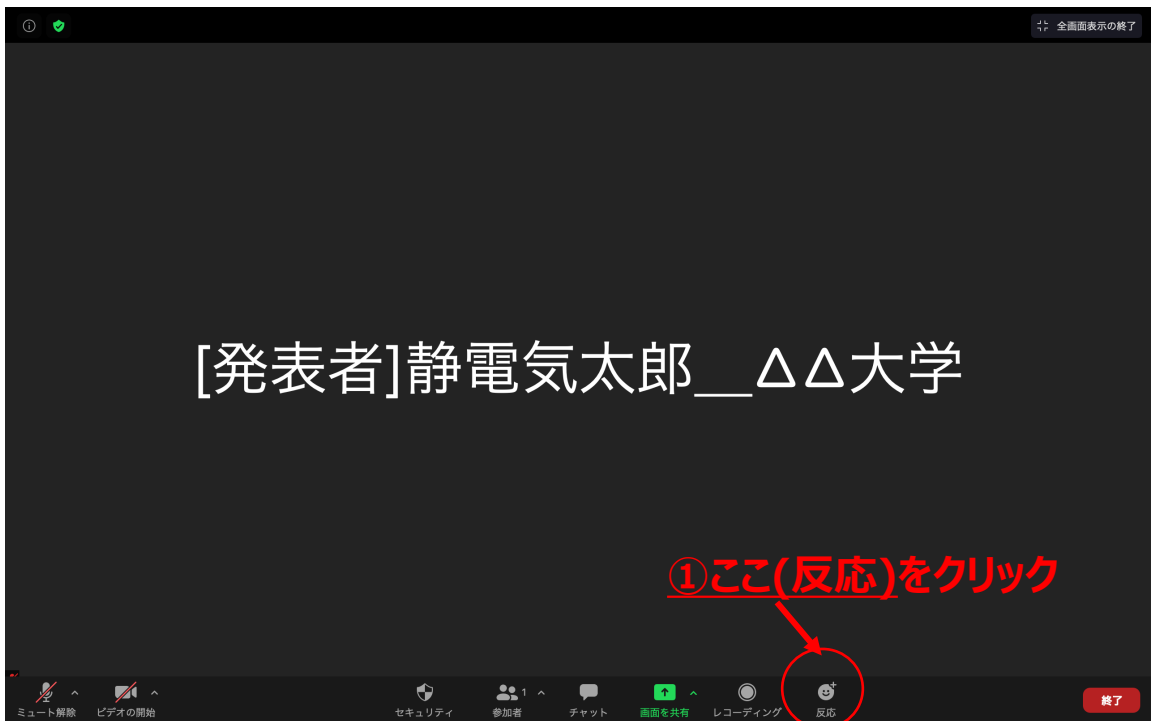 全画面表示の終了
[発表者]静電気太郎__△△大学
①ここ(反応)をクリック
1
ミュート解除
ビデオの開始
セキュリティ
参加者
チャット
画面を共有
レコーディング
反応
終了